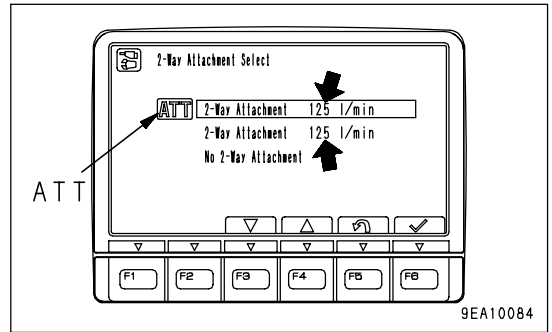 2-Way Attachment Select
ATT 2-Way Attachment 125 l/min
2-Way Attachment 125 l/min
No 2-Way Attachment
ATT
F1 F2 F3 F4 F5 F6
9EA10084